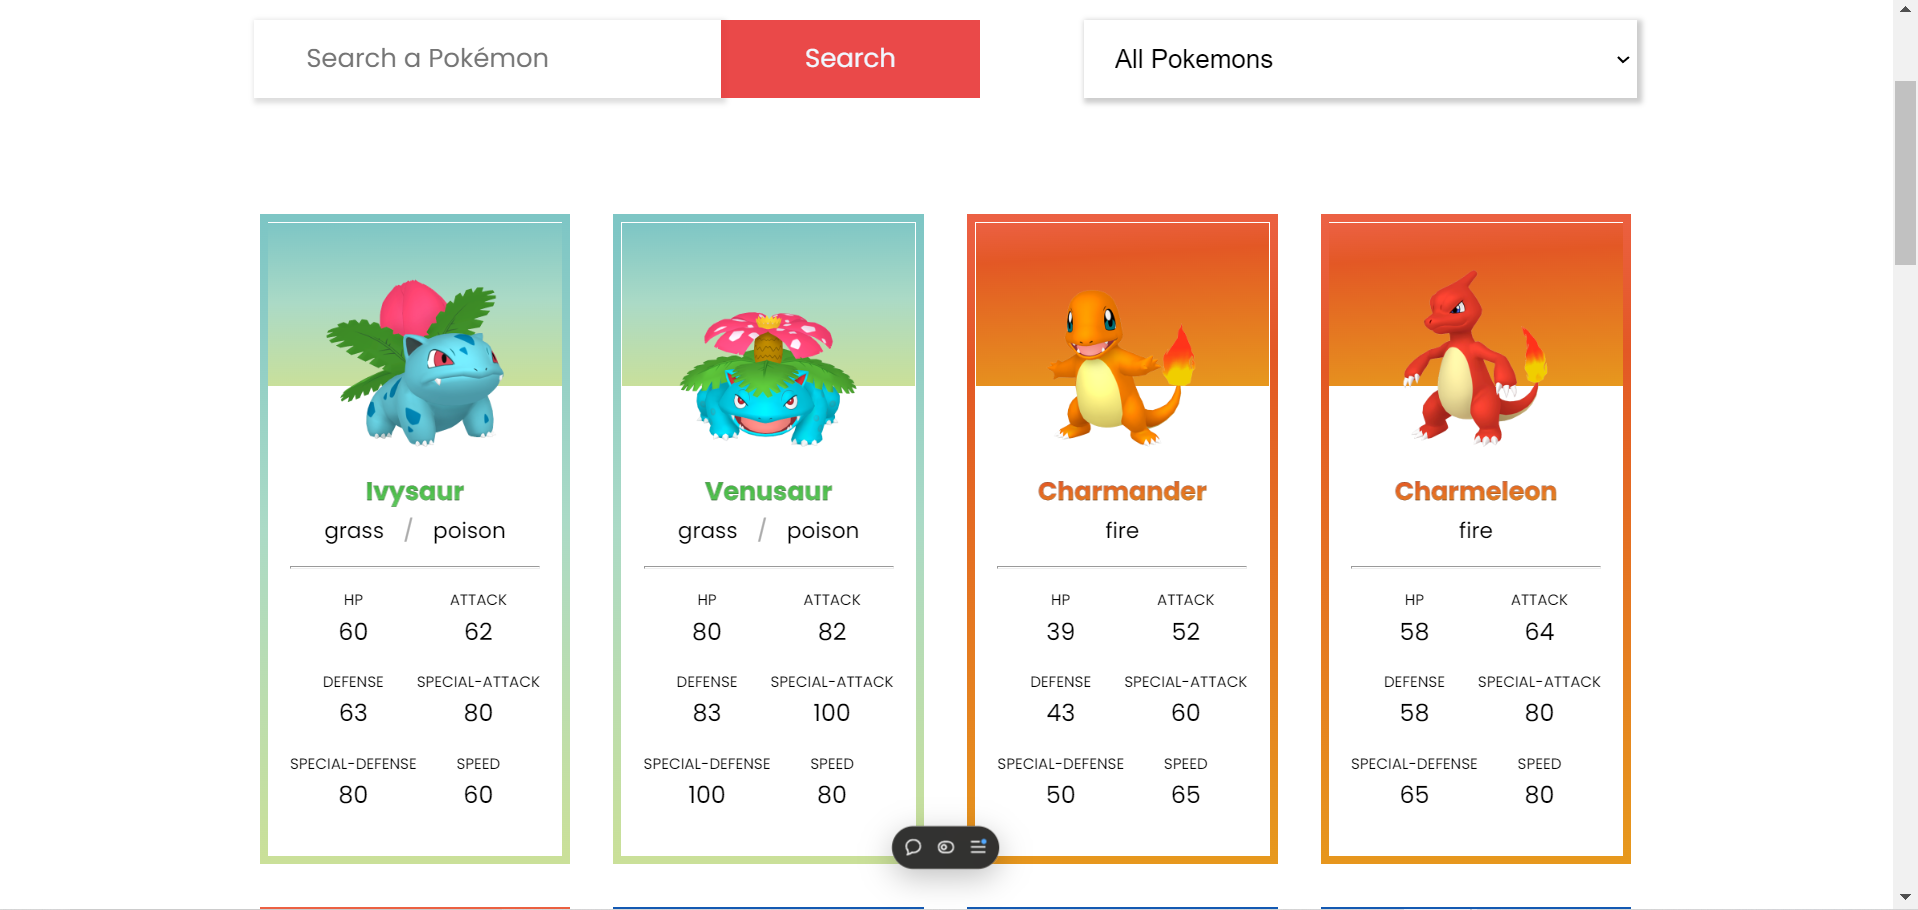 Search a Pokémon
Search
All Pokemons
Ivysaur
grass / poison
HP ATTACK
60 62
DEFENSE SPECIAL-ATTACK
63 80
SPECIAL-DEFENSE SPEED
80 60
Venusaur
grass / poison
HP ATTACK
80 82
DEFENSE SPECIAL-ATTACK
83 100
SPECIAL-DEFENSE SPEED
100 80
Charmander
fire
HP ATTACK
39 52
DEFENSE SPECIAL-ATTACK
43 60
SPECIAL-DEFENSE SPEED
50 65
Charmeleon
fire
HP ATTACK
58 64
DEFENSE SPECIAL-ATTACK
58 80
SPECIAL-DEFENSE SPEED
65 80